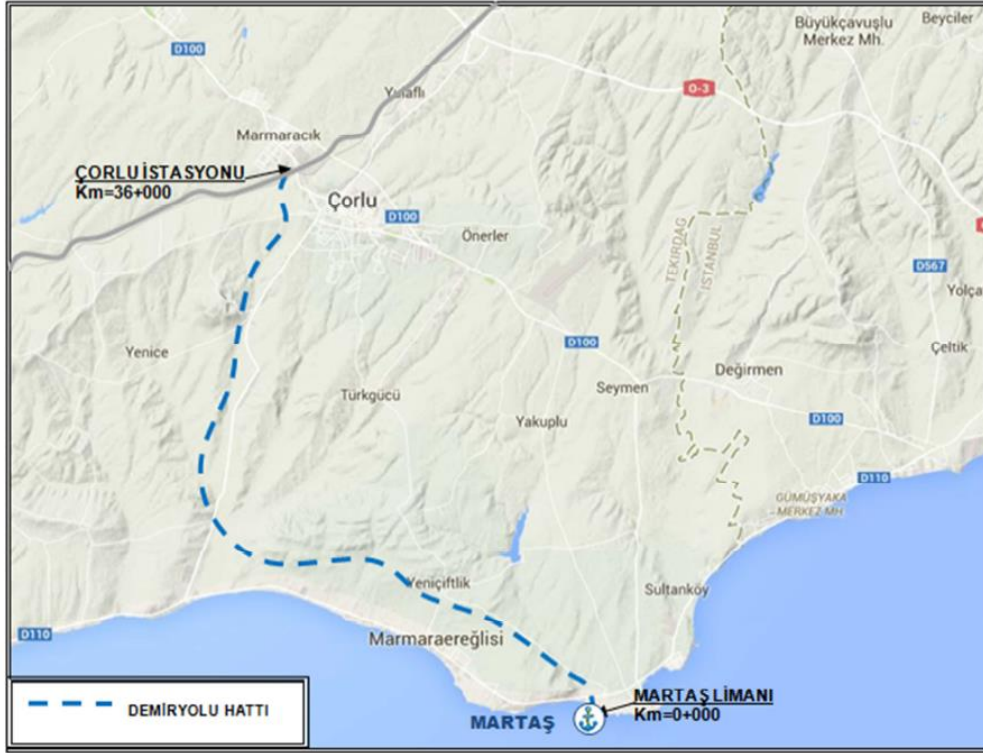 Büyükçavuşlu
Merkez Mh.
Beyciler
D100
O-3
Yulaflı
Marmaracık
ÇORLU İSTASYONU
Km=36+000
Çorlu
D100
Önerler
TEKİRDAĞ
İSTANBUL
D567
Yolça
Yenice
D100
Çeltik
Değirmen
Seymen
Türkgücü
Yakuplu
D100
D110
GÜMÜŞYAKA
MERKEZ MH.
Yeniçiftlik
Sultanköy
D110
Marmaraereğlisi
DEMİRYOLU HATTI
MARTAŞ
MARTAŞ LİMANI
Km=0+000